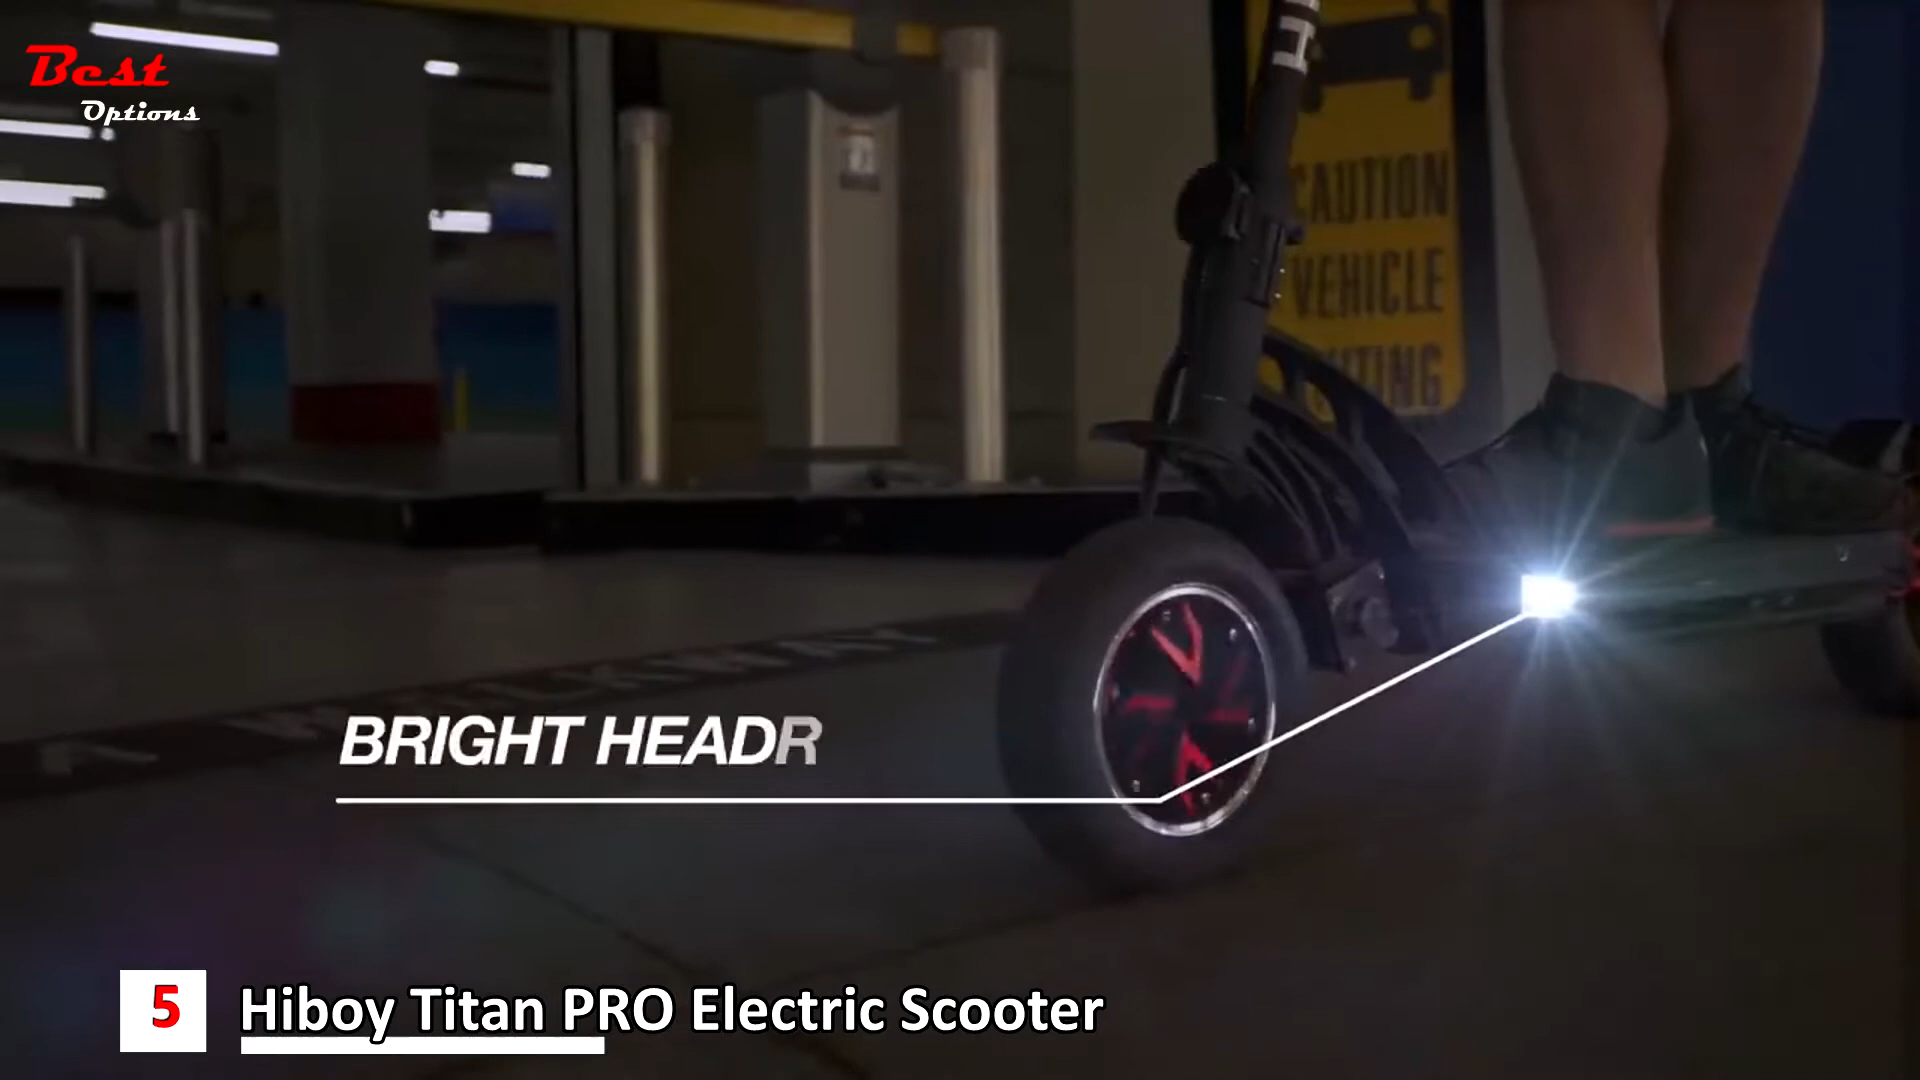 Best
Options
CAUTION
VEHICLE
BRIGHT HEADR
5
Hiboy Titan PRO Electric Scooter